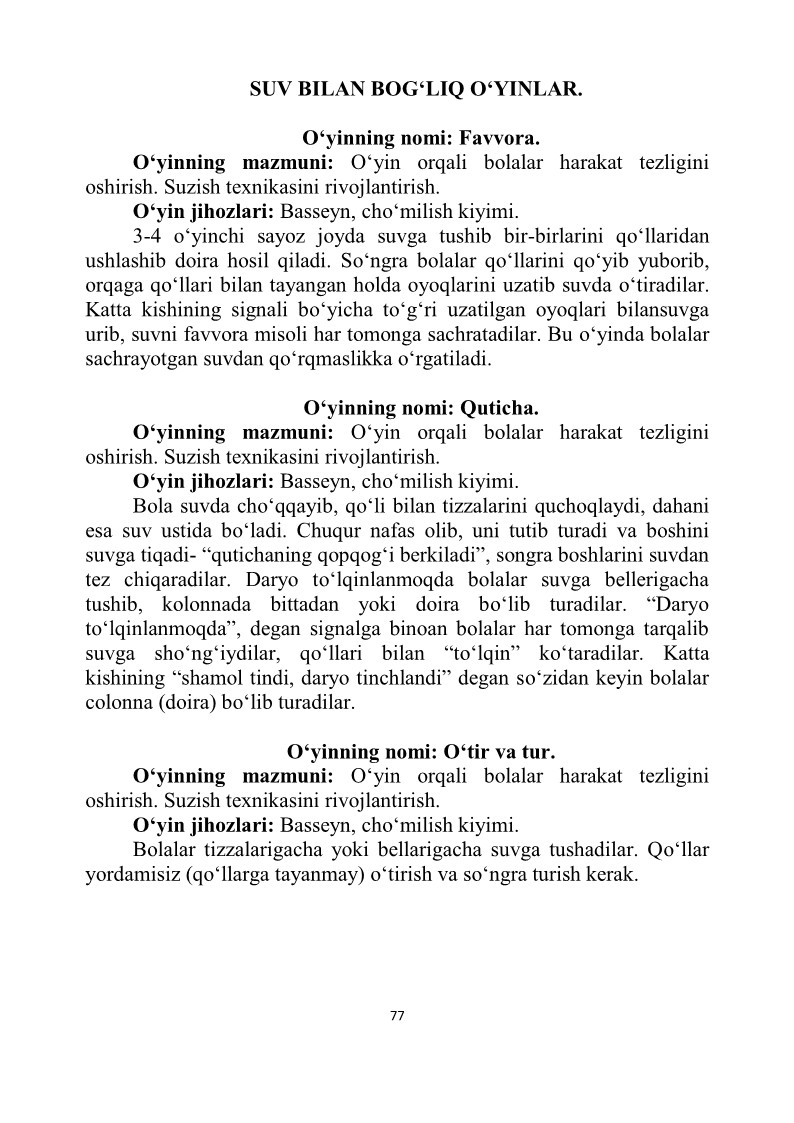 SUV BILAN BOG‘LIQ O‘YINLAR.
O‘yinning nomi: Favvora.
O‘yinning mazmuni: O‘yin orqali bolalar harakat tezligini
oshirish. Suzish texnikasini rivojlantirish.
O‘yin jihozlari: Basseyn, cho‘milish kiyimi.
3-4 o‘yinchi sayoz joyda suvga tushib bir-birlarini qo‘llaridan
ushlashib doira hosil qiladi. So‘ngra bolalar qo‘llarini qo‘yib yuborib,
orqaga qo‘llari bilan tayangan holda oyoqlarini uzatib suvda o‘tiradilar.
Katta kishining signali bo‘yicha to‘g‘ri uzatilgan oyoqlari bilansuvga
urib, suvni favvora misoli har tomonga sachratadilar. Bu o‘yinda bolalar
sachrayotgan suvdan qo‘rqmaslikka o‘rgatiladi.
O‘yinning nomi: Quticha.
O‘yinning mazmuni: O‘yin orqali bolalar harakat tezligini
oshirish. Suzish texnikasini rivojlantirish.
O‘yin jihozlari: Basseyn, cho‘milish kiyimi.
Bola suvda cho‘qqayib, qo‘li bilan tizzalarini quchoqlaydi, dahani
esa suv ustida bo‘ladi. Chuqur nafas olib, uni tutib turadi va boshini
suvga tiqadi- “qutichaning qopqog‘i berkiladi”, songra boshlarini suvdan
tez chiqaradilar. Daryo to‘lqinlanmoqda bolalar suvga bellerigacha
tushib, kolonnada bittadan yoki doira bo‘lib turadilar. “Daryo
to‘lqinlanmoqda”, degan signalga binoan bolalar har tomonga tarqalib
suvga sho‘ng‘iydilar, qo‘llari bilan “to‘lqin” ko‘taradilar. Katta
kishining “shamol tindi, daryo tinchlandi” degan so‘zidan keyin bolalar
colonna (doira) bo‘lib turadilar.
O‘yinning nomi: O‘tir va tur.
O‘yinning mazmuni: O‘yin orqali bolalar harakat tezligini
oshirish. Suzish texnikasini rivojlantirish.
O‘yin jihozlari: Basseyn, cho‘milish kiyimi.
Bolalar tizzalarigacha yoki bellarigacha suvga tushadilar. Qo‘llar
yordamisiz (qo‘llarga tayanmay) o‘tirish va so‘ngra turish kerak.
77